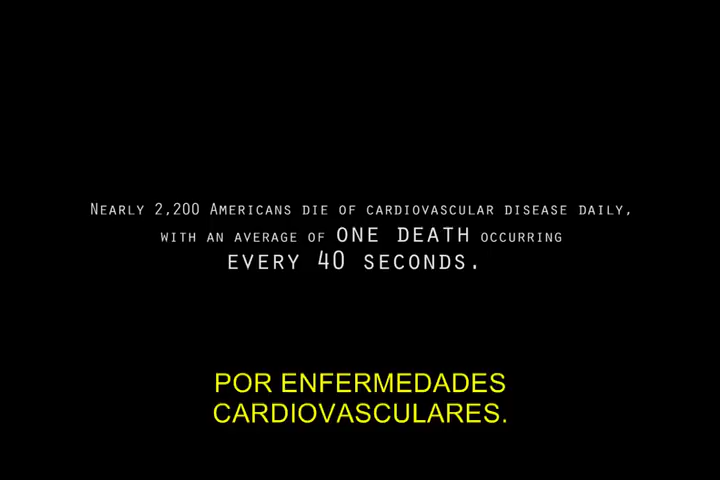 Nearly 2,200 Americans die of cardiovascular disease daily,
with an average of ONE DEATH occurring
EVERY 40 SECONDS.
POR ENFERMEDADES
CARDIOVASCULARES.